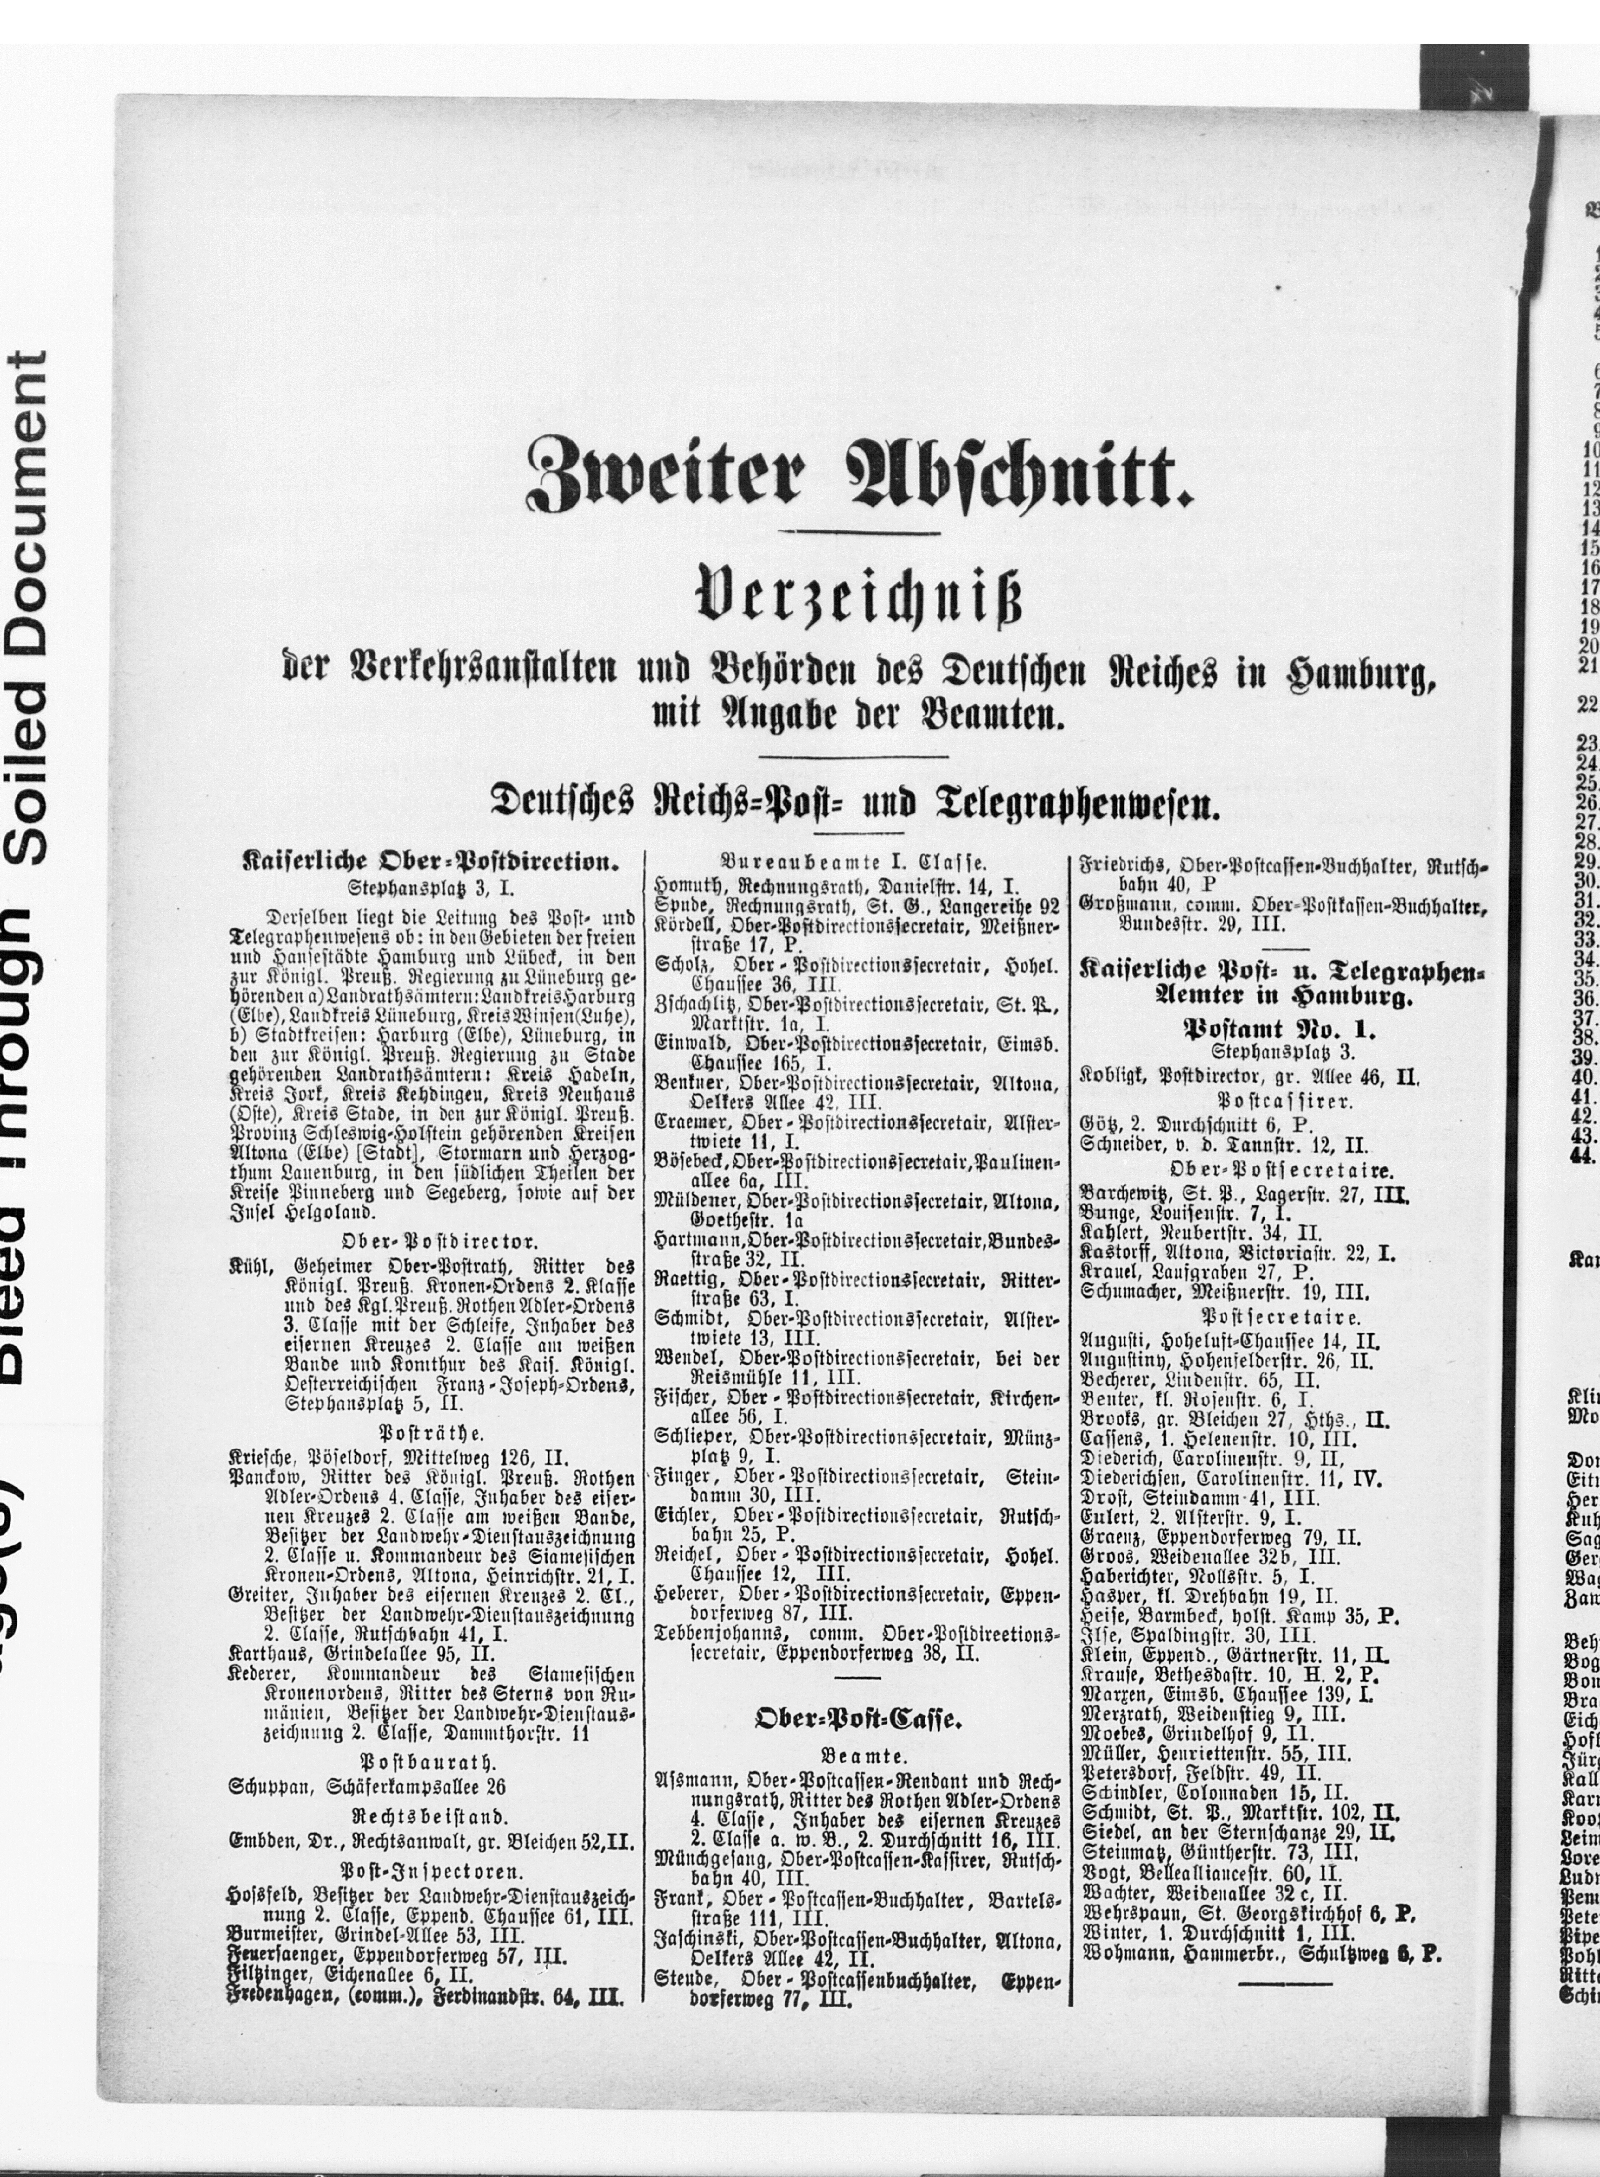 Zweiter Abschnitt.
Verzeichniß
der Verkehrsanstalten und Behörden des Deutschen Reiches in Hamburg,
mit Angabe der Beamten.
Deutsches Reichs-Post- und Telegraphenwesen.
Kaiserliche Ober-Postdirection.
Stephansplatz 3, I.
Derselben liegt die Leitung des Post- und
Telegraphenwesens ob: in den Gebieten der freien
und Hansestädte Hamburg und Lübeck, in den
zur Königl. Preuß. Regierung zu Lüneburg ge-
hörenden a) Landrathsämtern: Landkreis Harburg
(Elbe), Landkreis Lüneburg, Kreis Winsen (Luhe),
b) Stadtkreisen: Harburg (Elbe), Lüneburg, in
den zur Königl. Preuß. Regierung zu Stade
gehörenden Landrathsämtern: Kreis Hadeln,
Kreis Jork, Kreis Kehdingen, Kreis Neuhaus
(Oste), Kreis Stade, in den zur Königl. Preuß.
Provinz Schleswig-Holstein gehörenden Kreisen
Altona (Elbe) [Stadt], Stormarn und Herzog-
thum Lauenburg, in den südlichen Theilen der
Kreise Pinneberg und Segeberg, sowie auf der
Insel Helgoland.
Ober-Postdirector.
Kühl, Geheimer Ober-Postrath, Ritter des
Königl. Preuß. Kronen-Ordens 2. Klasse
und des Kgl. Preuß. Rothen Adler-Ordens
3. Classe mit der Schleife, Inhaber des
eisernen Kreuzes 2. Classe am weißen
Bande und Komthur des Kais. Königl.
Oesterreichischen Franz-Joseph-Ordens,
Stephansplatz 5, II.
Posträthe.
Kriesche, Pöseldorf, Mittelweg 126, II.
Panckow, Ritter des Königl. Preuß. Rothen
Adler-Ordens 4. Classe, Inhaber des eiser-
nen Kreuzes 2. Classe am weißen Bande,
Besitzer der Landwehr-Dienstauszeichnung
2. Classe u. Kommandeur des Siamesischen
Kronen-Ordens, Altona, Heinrichstr. 21, I.
Greiter, Inhaber des eisernen Kreuzes 2. Cl.,
Besitzer der Landwehr-Dienstauszeichnung
2. Classe, Rutschbahn 41, I.
Karthaus, Grindelallee 95, II.
Kederer, Kommandeur des Siamesischen
Kronenordens, Ritter des Sterns von Ru-
mänien, Besitzer der Landwehr-Dienstaus-
zeichnung 2. Classe, Dammthorstr. 11
Postbaurath.
Schuppan, Schäferkampsallee 26
Rechtsbeistand.
Embden, Dr., Rechtsanwalt, gr. Bleichen 52, II.
Post-Inspectoren.
Hossfeld, Besitzer der Landwehr-Dienstauszeich-
nung 2. Classe, Eppend. Chaussee 61, III.
Burmeister, Grindel-Allee 53, III.
Feuersaenger, Eppendorferweg 57, III.
Filtzinger, Eichenallee 6, II.
Fredenhagen, (comm.), Ferdinandstr. 64, III.
Bureaubeamte I. Classe.
Homuth, Rechnungsrath, Danielstr. 14, I.
Spude, Rechnungsrath, St. G., Langereihe 92
Kördell, Ober-Postdirectionssecretair, Meißner-
straße 17, P.
Scholz, Ober-Postdirectionssecretair, Hohel.
Chaussee 36, III.
Zschachlitz, Ober-Postdirectionssecretair, St. P.,
Marktstr. 1a, I.
Einwald, Ober-Postdirectionssecretair, Eimsb.
Chaussee 165, I.
Benkner, Ober-Postdirectionssecretair, Altona,
Oelkers Allee 42, III.
Craemer, Ober-Postdirectionssecretair, Alster-
twiete 11, I.
Bösebeck, Ober-Postdirectionssecretair, Paulinen-
allee 6a, III.
Müldener, Ober-Postdirectionssecretair, Altona,
Goethestr. 1a
Hartmann, Ober-Postdirectionssecretair, Bundes-
straße 32, II.
Raettig, Ober-Postdirectionssecretair, Ritter-
straße 63, I.
Schmidt, Ober-Postdirectionssecretair, Alster-
twiete 13, III.
Wendel, Ober-Postdirectionssecretair, bei der
Reismühle 11, III.
Fischer, Ober-Postdirectionssecretair, Kirchen-
allee 56, I.
Schlieper, Ober-Postdirectionssecretair, Münz-
platz 9, I.
Finger, Ober-Postdirectionssecretair, Stein-
damm 30, III.
Eichler, Ober-Postdirectionssecretair, Rutsch-
bahn 25, P.
Reichel, Ober-Postdirectionssecretair, Hohel.
Chaussee 12, III.
Heberer, Ober-Postdirectionssecretair, Eppen-
dorferweg 87, III.
Tebbenjohanns, comm. Ober-Postdireetions-
secretair, Eppendorferweg 38, II.
Ober-Post-Casse.
Beamte.
Assmann, Ober-Postcassen-Rendant und Rech-
nungsrath, Ritter des Rothen Adler-Ordens
4. Classe, Inhaber des eisernen Kreuzes
2. Classe a. w. B., 2. Durchschnitt 16, III.
Münchgesang, Ober-Postcassen-Kassirer, Rutsch-
bahn 40, III.
Frank, Ober-Postcassen-Buchhalter, Bartels-
straße 111, III.
Jaschinski, Ober-Postcassen-Buchhalter, Altona,
Oelkers Allee 42, II.
Steude, Ober-Postcassenbuchhalter, Eppen-
dorferweg 77, III.
Friedrichs, Ober-Postcassen-Buchhalter, Rutsch-
bahn 40, P
Großmann, comm. Ober-Postkassen-Buchhalter,
Bundesstr. 29, III.
Kaiserliche Post- u. Telegraphen-
Aemter in Hamburg.
Postamt No. 1.
Stephansplatz 3.
Kobligk, Postdirector, gr. Allee 46, II.
Postcassirer.
Götz, 2. Durchschnitt 6, P.
Schneider, v. d. Tannstr. 12, II.
Ober-Postsecretaire.
Barchewitz, St. P., Lagerstr. 27, III.
Bunge, Louisenstr. 7, I.
Kahlert, Neubertstr. 34, II.
Kastorff, Altona, Victoriastr. 22, I.
Krauel, Laufgraben 27, P.
Schumacher, Meißnerstr. 19, III.
Postsecretaire.
Augusti, Hoheluft-Chaussee 14, II.
Augustiny, Hohenfelderstr. 26, II.
Becherer, Lindenstr. 65, II.
Benter, kl. Rosenstr. 6, I.
Brooks, gr. Bleichen 27, Hths., II.
Cassens, 1. Helenenstr. 10, III.
Diederich, Carolinenstr. 9, II,
Diederichsen, Carolinenstr. 11, IV.
Drost, Steindamm 41, III.
Eulert, 2. Alsterstr. 9, I.
Graenz, Eppendorferweg 79, II.
Groos, Weidenallee 32b, III.
Haberichter, Nollsstr. 5, I.
Hasper, kl. Drehbahn 19, II.
Heise, Barmbeck, holst. Kamp 35, P.
Ilse, Spaldingstr. 30, III.
Klein, Eppend., Gärtnerstr. 11, II.
Krause, Bethesdastr. 10, H. 2, P.
Marxen, Eimsb. Chaussee 139, I.
Merzrath, Weidenstieg 9, III.
Moebes, Grindelhof 9, II.
Müller, Henriettenstr. 55, III.
Petersdorf, Feldstr. 49, II.
Schindler, Colonnaden 15, II.
Schmidt, St. P., Marktstr. 102, II.
Siedel, an der Sternschanze 29, II.
Steinmatz, Güntherstr. 73, III.
Vogt, Bellealliancestr. 60, II.
Wachter, Weidenallee 32c, II.
Wehrspaun, St. Georgskirchhof 6, P.
Winter, 1. Durchschnitt 1, III.
Wohmann, Hammerbr., Schultzweg 6, P.
Bleed Through Soiled Document